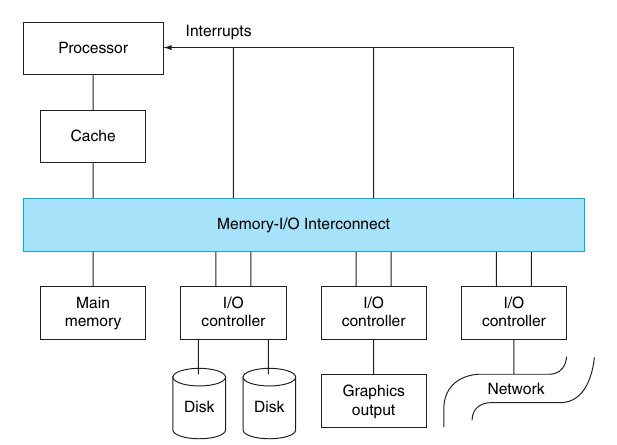 Interrupts
Processor
Cache
Memory-I/O Interconnect
Main
memory
I/O
controller
I/O
controller
I/O
controller
Disk
Disk
Graphics
output
Network